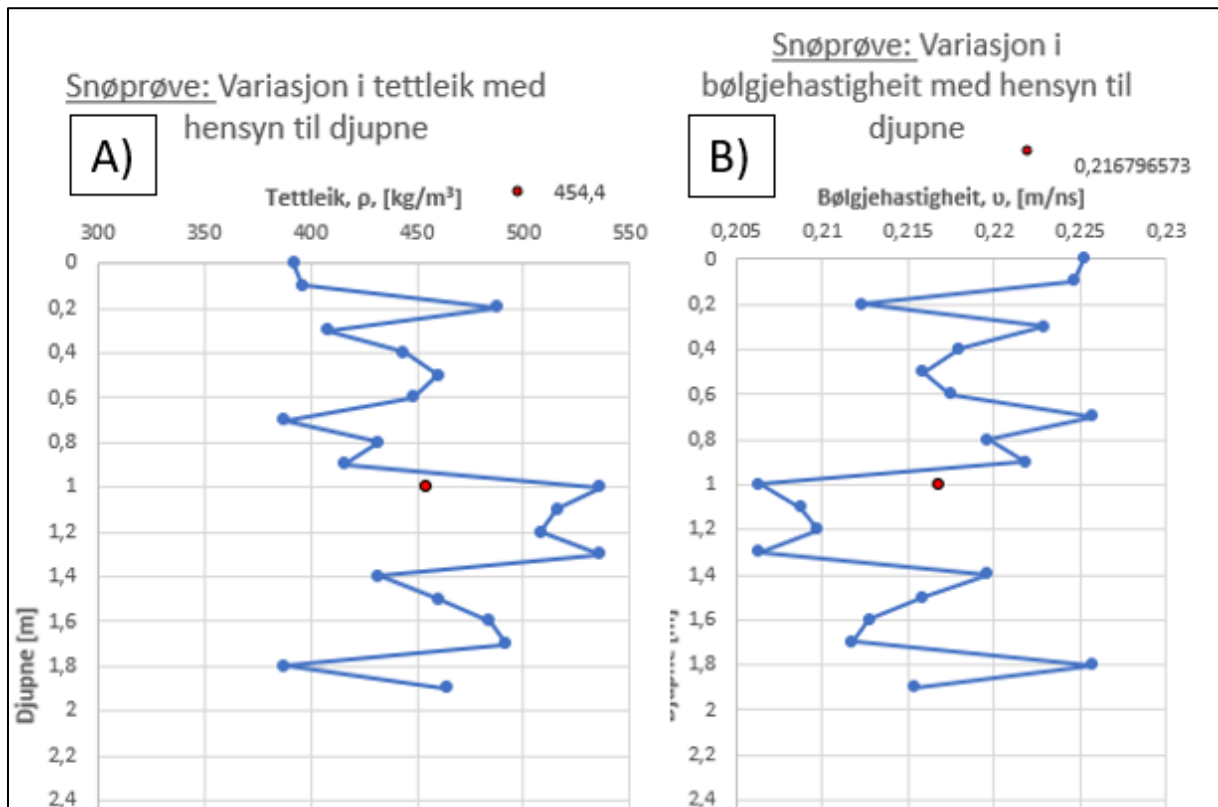 Snøprøve: Variasjon i tettleik med
hensyn til djupne
A)
454,4
Tettleik, ρ, [kg/m³]
300 350 400 450 500 550
0
0,2
0,4
0,6
0,8
1
1,2
1,4
1,6
1,8
2
2,2
2,4
Djupne [m]
Snøprøve: Variasjon i
bølgjehastigheit med hensyn til
djupne
B)
0,216796573
Bølgjehastigheit, υ, [m/ns]
0,205 0,21 0,215 0,22 0,225 0,23
0
0,2
0,4
0,6
0,8
1
1,2
1,4
1,6
1,8
2
2,2
2,4